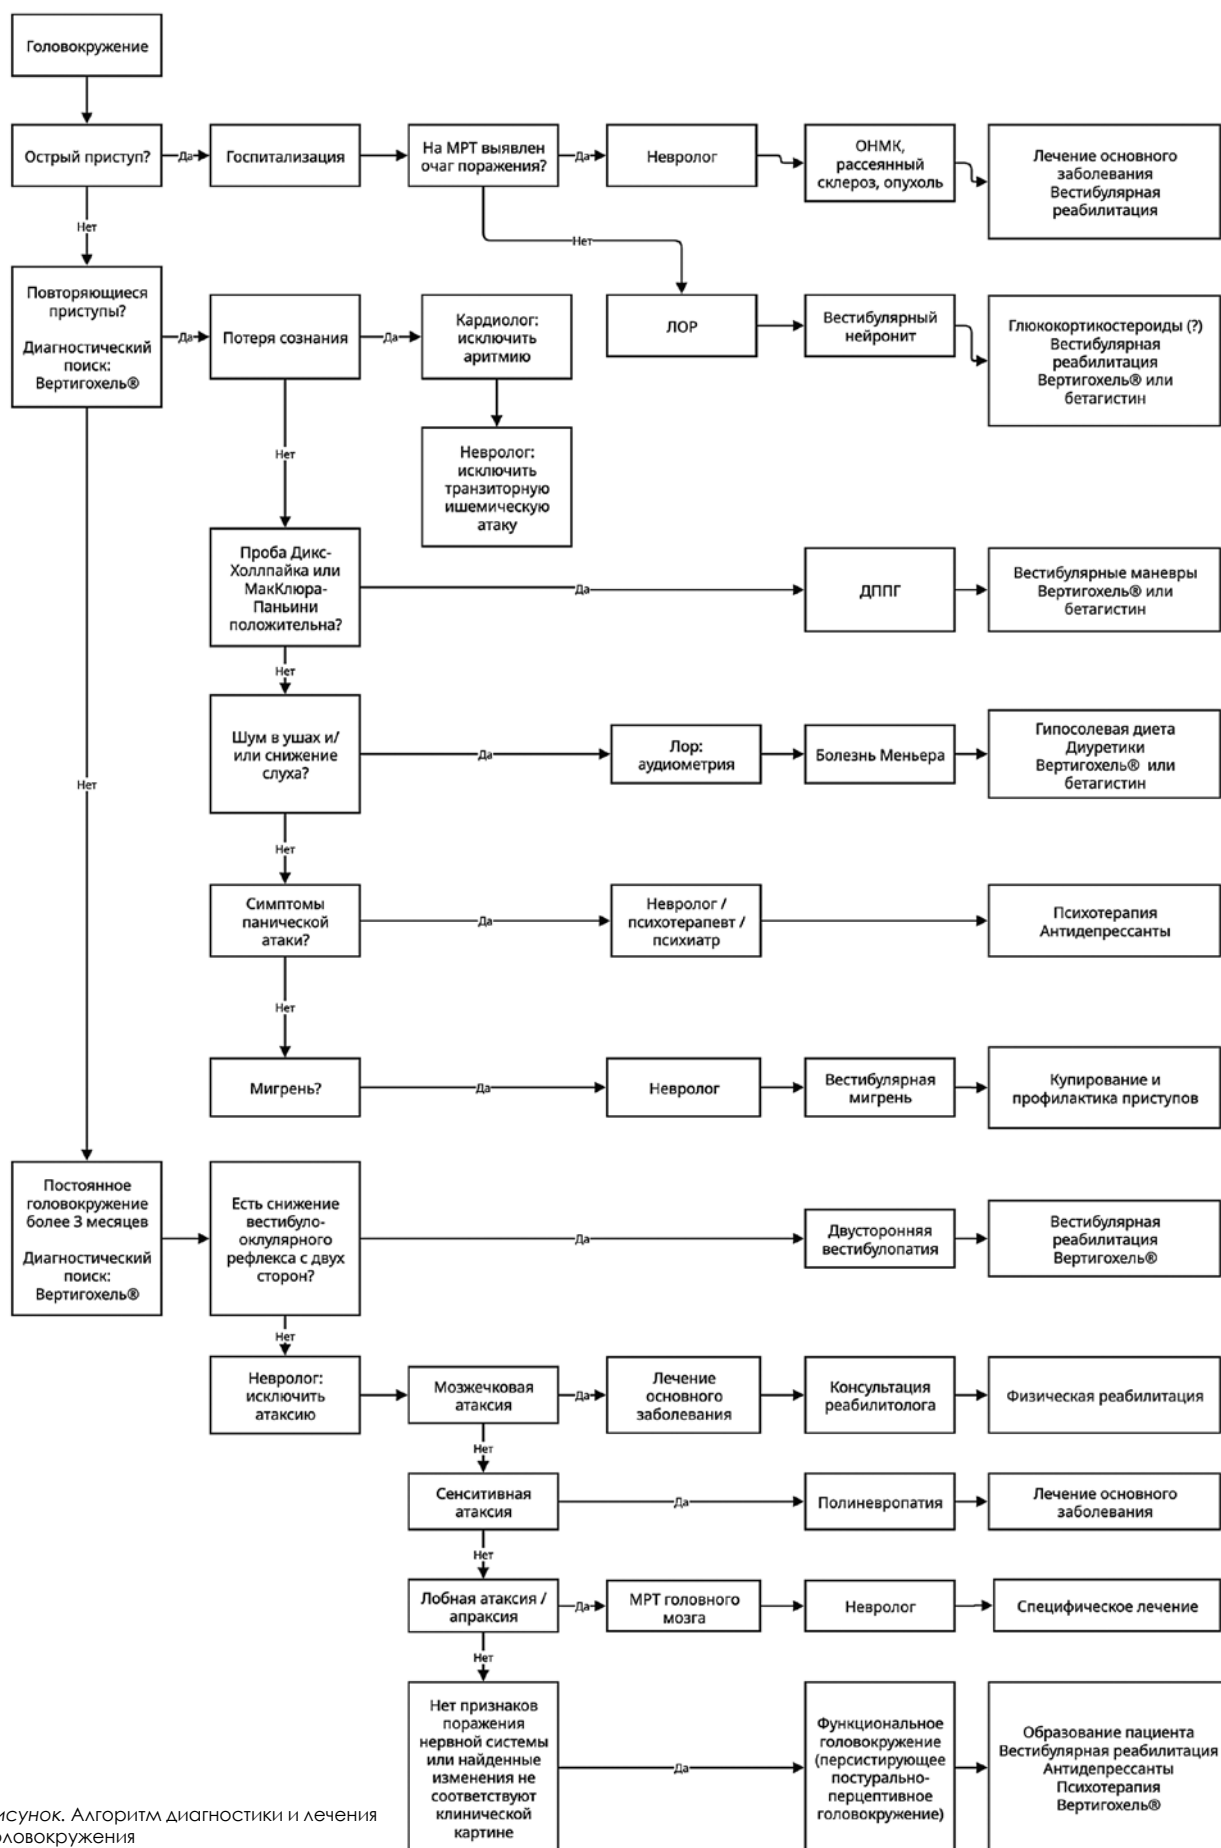 Головокружение
Острый приступ?
Да
Госпитализация
На МРТ выявлен
очаг поражения?
Да
Невролог
ОНМК,
рассеянный
склероз, опухоль
Лечение основного
заболевания
Вестибулярная
реабилитация
Нет
Нет
Повторяющиеся
приступы?
Диагностический
поиск:
Вертигохель®
Да
Потеря сознания
Да
Кардиолог:
исключить
аритмию
ЛОР
Вестибулярный
нейронит
Глюкокортикостероиды (?)
Вестибулярная
реабилитация
Вертигохель® или
бетагистин
Невролог:
исключить
транзиторную
ишемическую
атаку
Нет
Проба Дикс-
Холлпайка или
МакКлюра-
Паньини
положительна?
Да
ДППГ
Вестибулярные маневры
Вертигохель® или
бетагистин
Нет
Шум в ушах и/
или снижение
слуха?
Да
Лор:
аудиометрия
Болезнь Меньера
Гипосолевая диета
Диуретики
Вертигохель® или
бетагистин
Нет
Нет
Симптомы
панической
атаки?
Да
Невролог /
психотерапевт /
психиатр
Психотерапия
Антидепрессанты
Нет
Мигрень?
Да
Невролог
Вестибулярная
мигрень
Купирование и
профилактика приступов
Постоянное
головокружение
более 3 месяцев
Диагностический
поиск:
Вертигохель®
Есть снижение
вестибуло-
оклулярного
рефлекса с двух
сторон?
Да
Двусторонняя
вестибулопатия
Вестибулярная
реабилитация
Вертигохель®
Нет
Невролог:
исключить
атаксию
Мозжечковая
атаксия
Да
Лечение
основного
заболевания
Консультация
реабилитолога
Физическая реабилитация
Нет
Сенситивная
атаксия
Да
Полиневропатия
Лечение основного
заболевания
Нет
Лобная атаксия /
апраксия
Да
МРТ головного
мозга
Невролог
Специфическое лечение
Нет
Нет признаков
поражения
нервной системы
или найденные
изменения не
соответствуют
клинической
картине
Да
Функциональное
головокружение
(персистирующее
постурально-
перцептивное
головокружение)
Образование пациента
Вестибулярная реабилитация
Антидепрессанты
Психотерапия
Вертигохель®
исунок. Алгоритм диагностики и лечения
оловокружения